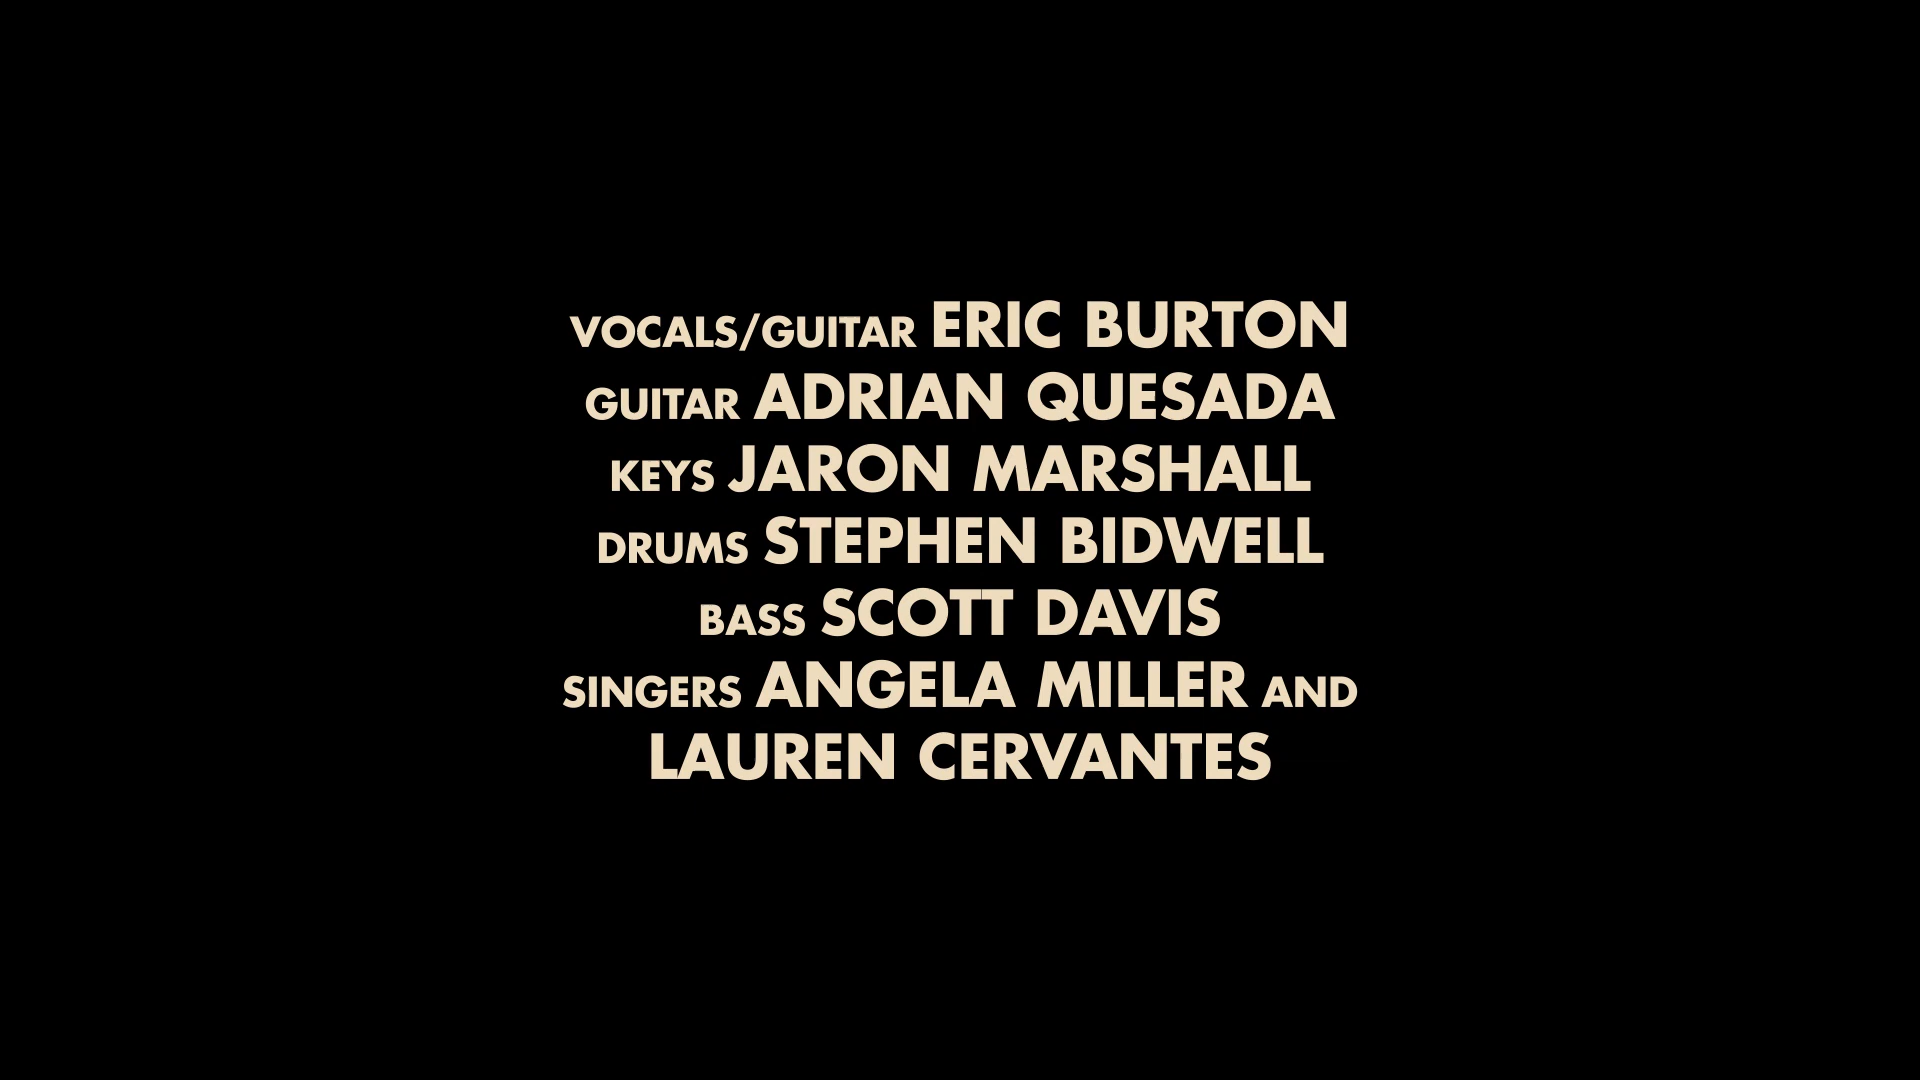 VOCALS/GUITAR ERIC BURTON
GUITAR ADRIAN QUESADA
KEYS JARON MARSHALL
DRUMS STEPHEN BIDWELL
BASS SCOTT DAVIS
SINGERS ANGELA MILLER AND
LAUREN CERVANTES